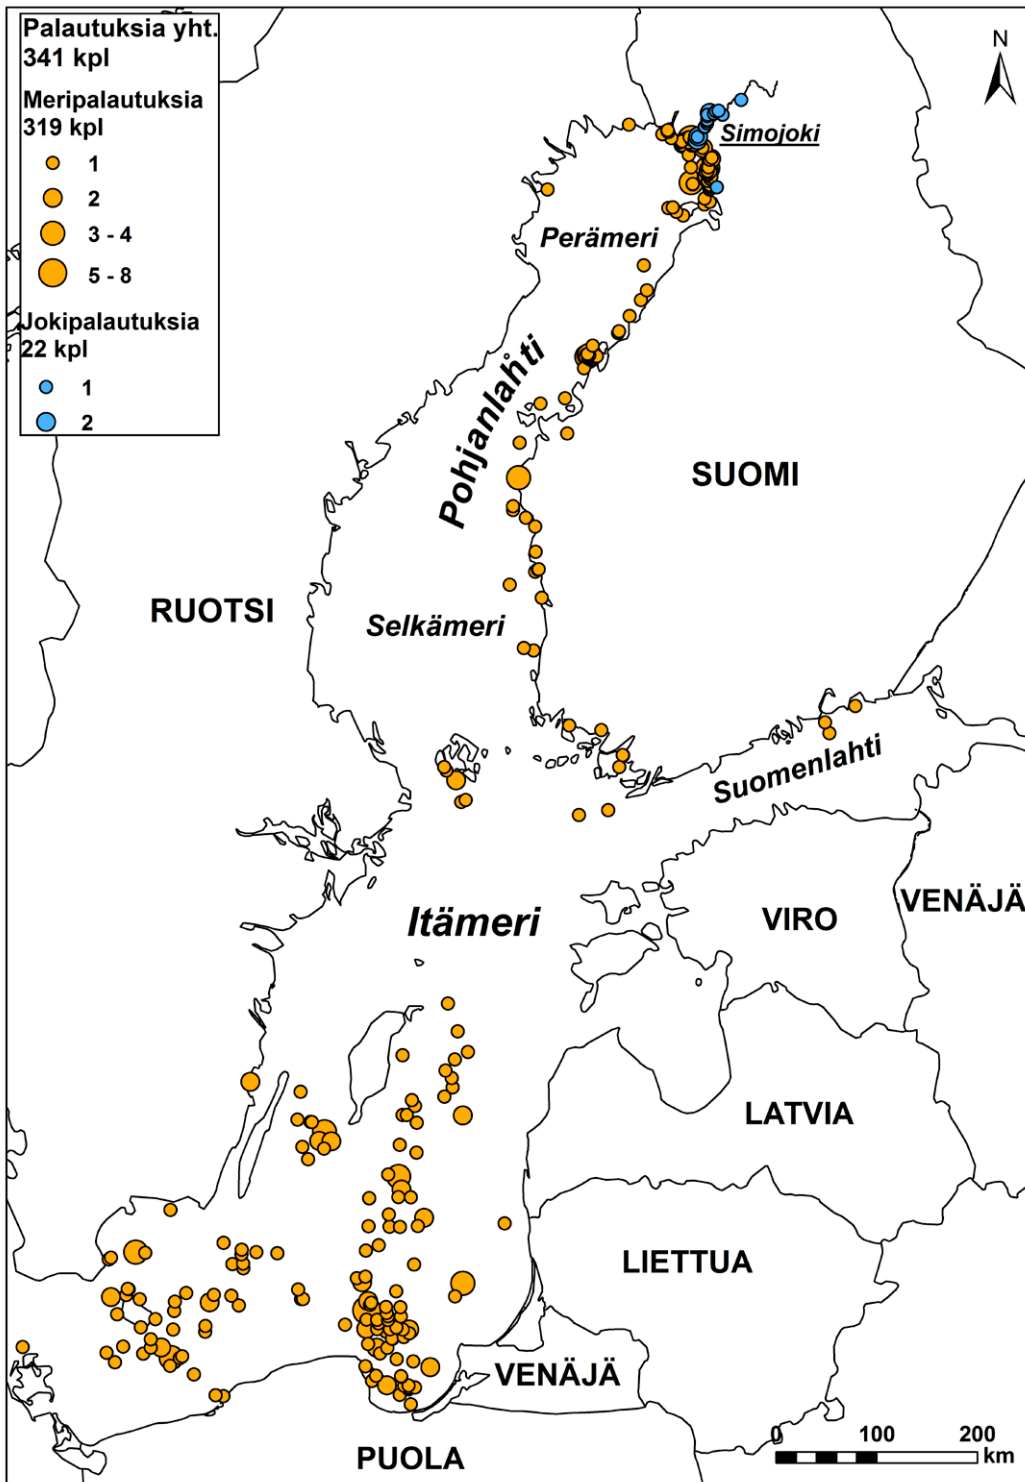 Palautuksia yht.
341 kpl
Meripalautuksia
319 kpl
1
2
3 - 4
5 - 8
Jokipalautuksia
22 kpl
1
2
N
Simojoki
Perämeri
Pohjanlahti
SUOMI
RUOTSI
Selkämeri
Suomenlahti
Itämeri
VIRO
VENÄJÄ
LATVIA
LIETTUA
VENÄJÄ
PUOLA
0 100 200
km